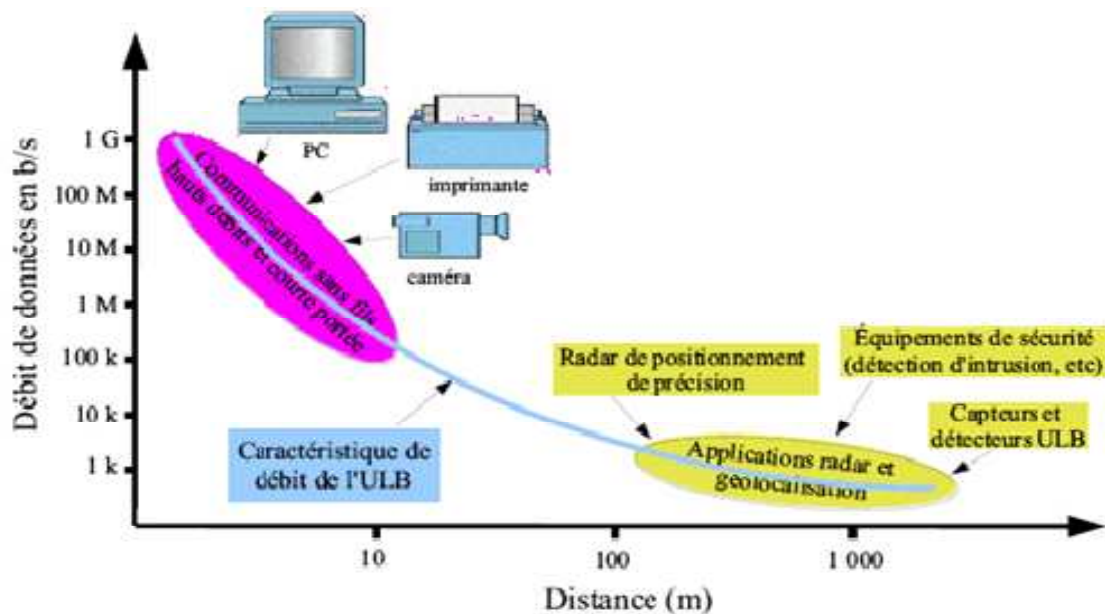 Débit de données en b/s
1 G
100 M
10 M
1 M
100 k
10 k
1 k
PC
imprimante
caméra
Communications sans fils
hauts débits et courte portée
Caractéristique de
débit de l'ULB
Radar de positionnement
de précision
Équipements de sécurité
(détection d'intrusion, etc)
Capteurs et
détecteurs ULB
Applications radar et
géolocalisation
10
100
1 000
Distance (m)